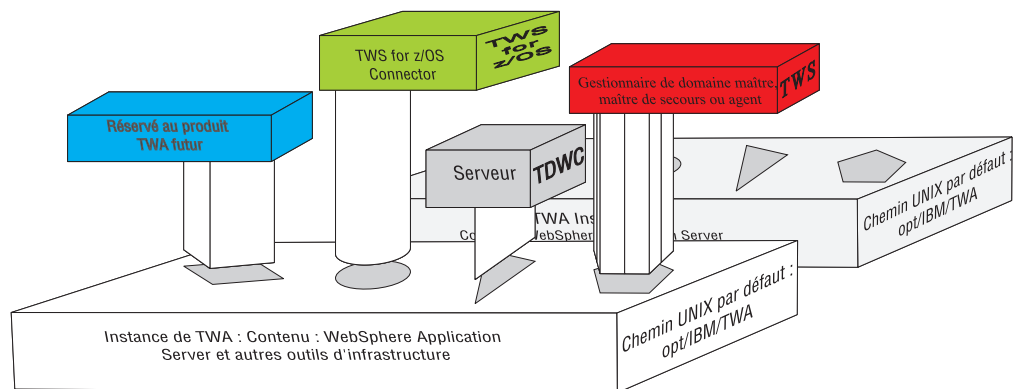 TWS for z/OS
Connector
TWS
for
z/OS
Gestionnaire de domaine maître,
maître de secours ou agent
TWS
Réservé au produit
TWA futur
Serveur
TDWC
TWA
Server
Chemin UNIX par défaut :
opt/IBM/TWA
Instance de TWA : Contenu : WebSphere Application
Server et autres outils d'infrastructure
Chemin UNIX par défaut :
opt/IBM/TWA